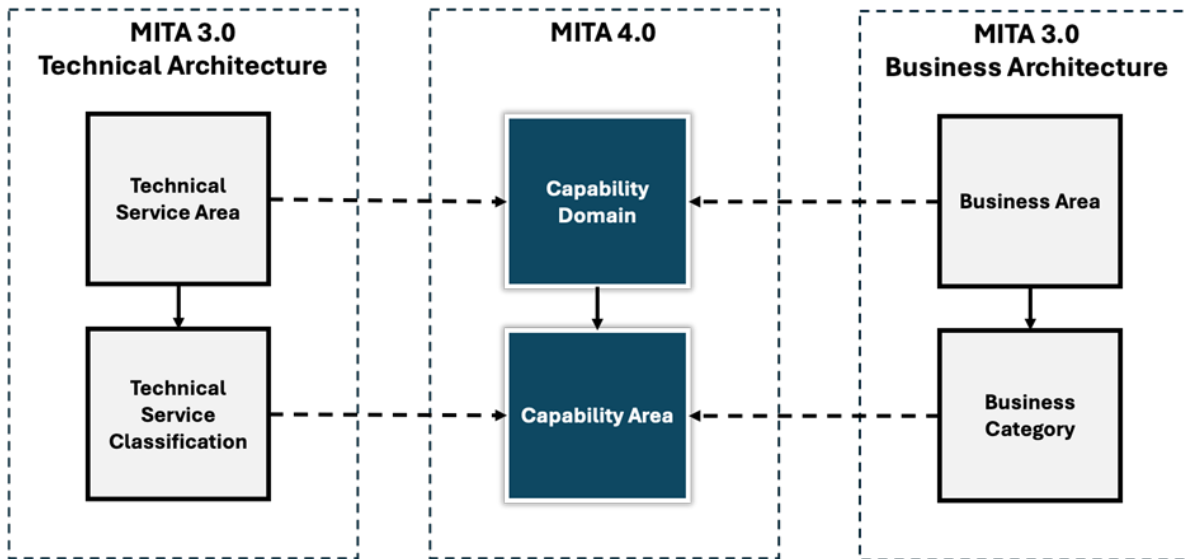 MITA 3.0
Technical Architecture
Technical
Service Area
Technical
Service
Classification
MITA 4.0
Capability
Domain
Capability Area
MITA 3.0
Business Architecture
Business Area
Business
Category